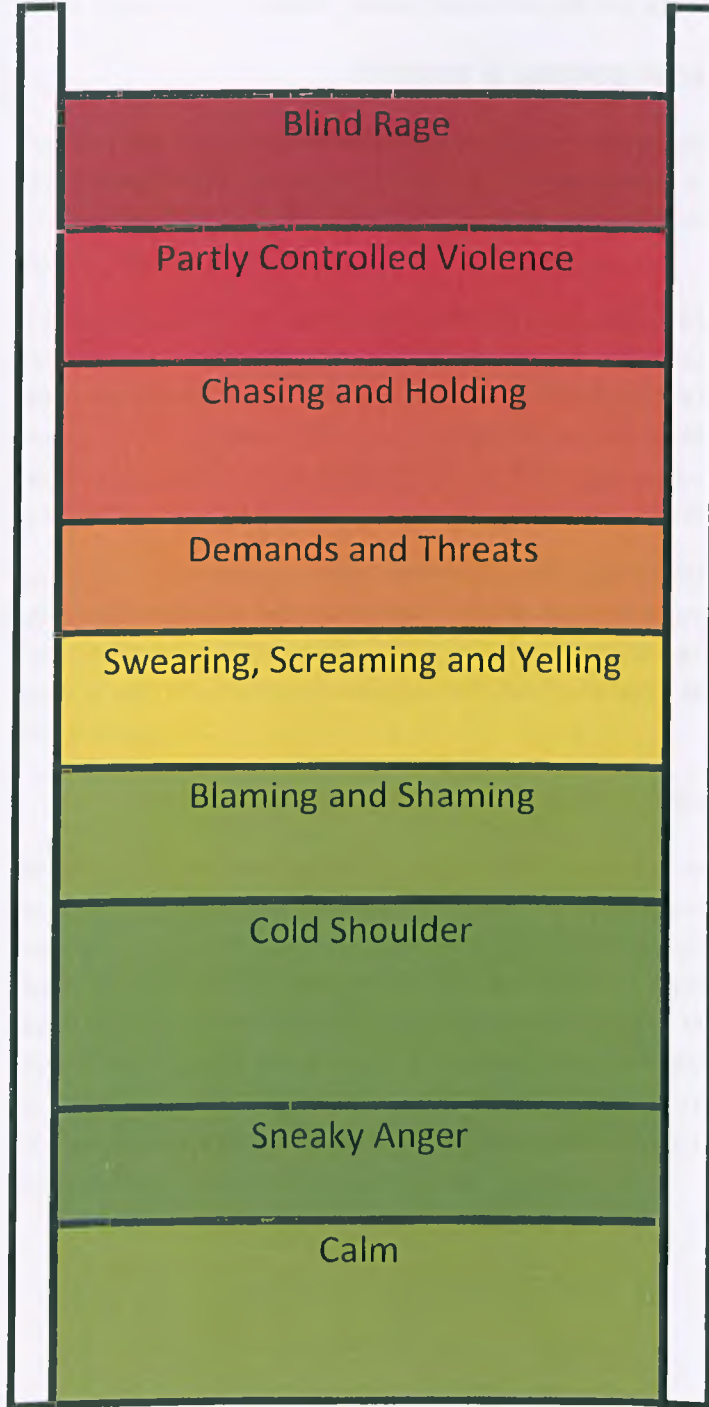 Blind Rage
Partly Controlled Violence
Chasing and Holding
Demands and Threats
Swearing, Screaming and Yelling
Blaming and Shaming
Cold Shoulder
Sneaky Anger
Calm